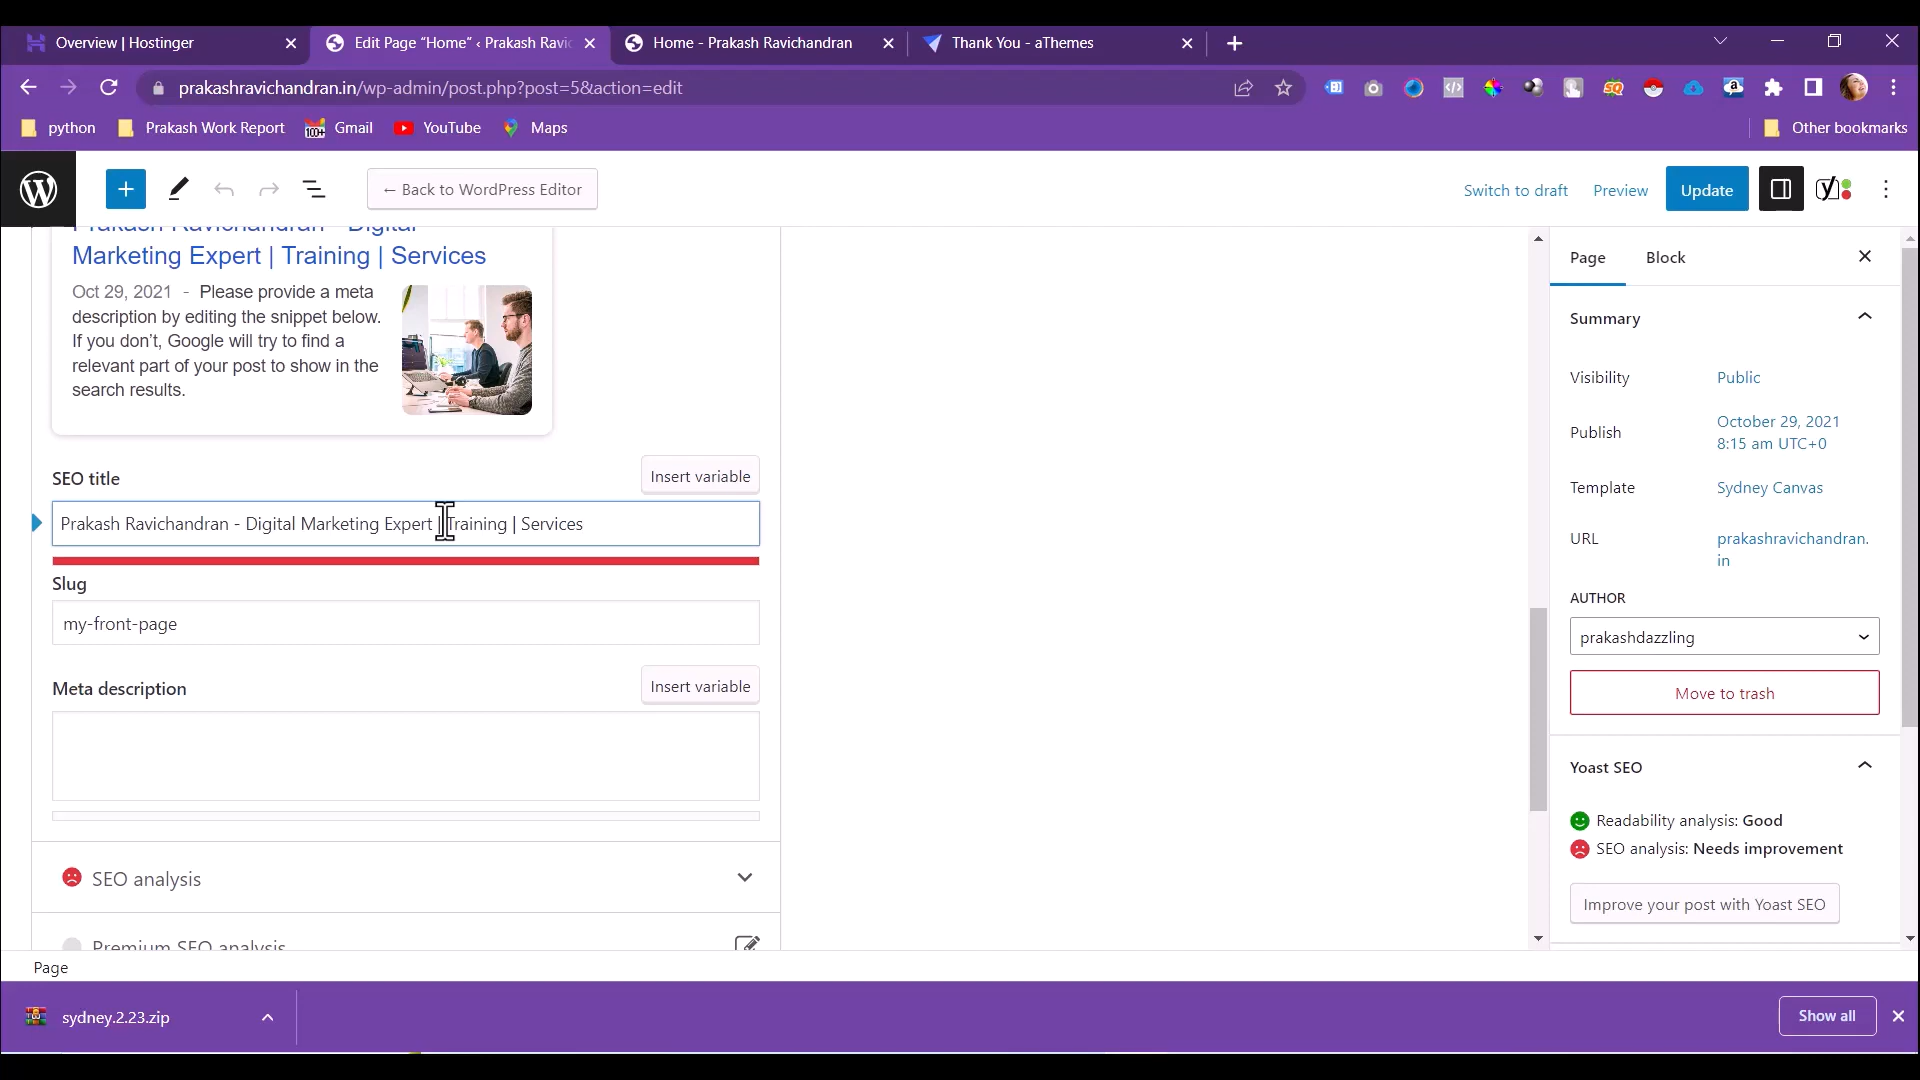 Overview | Hostinger
Edit Page “Home” ‹ Prakash Ravic
Home - Prakash Ravichandran
Thank You - aThemes
prakashravichandran.in/wp-admin/post.php?post=5&action=edit
python
Prakash Work Report
100+
Gmail
YouTube
Maps
Other bookmarks
← Back to WordPress Editor
Switch to draft
Preview
Update
Prakash Ravichandran - Digital
Marketing Expert | Training | Services
Oct 29, 2021 - Please provide a meta
description by editing the snippet below.
If you don’t, Google will try to find a
relevant part of your post to show in the
search results.
SEO title
Insert variable
Prakash Ravichandran - Digital Marketing Expert | Training | Services
Slug
my-front-page
Meta description
Insert variable
SEO analysis
Premium SEO analysis
Page
Block
Summary
Visibility
Public
Publish
October 29, 2021
8:15 am UTC+0
Template
Sydney Canvas
URL
prakashravichandran.
in
AUTHOR
prakashdazzling
Move to trash
Yoast SEO
Readability analysis: Good
SEO analysis: Needs improvement
Improve your post with Yoast SEO
Page
sydney.2.23.zip
Show all